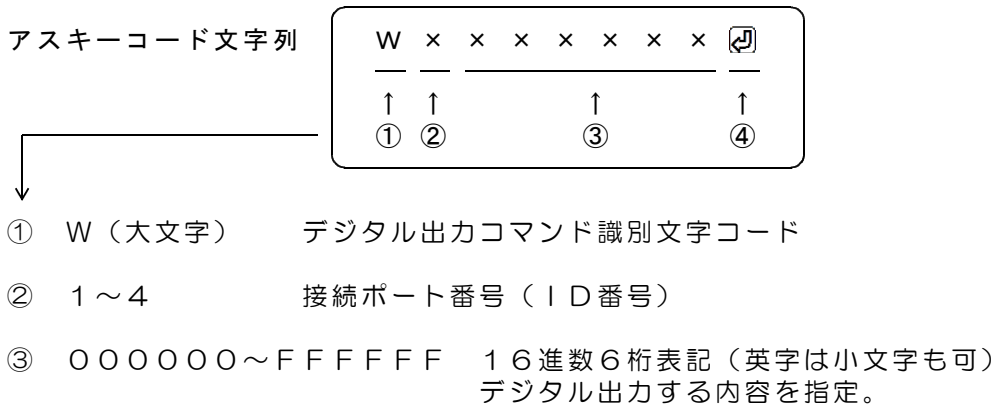 アスキーコード文字列
W × × × × × × × ⏎
↑ ↑ ↑ ↑
① ② ③ ④
① W（大文字） デジタル出力コマンド識別文字コード
② １～４ 接続ポート番号（ＩＤ番号）
③ ００００００～ＦＦＦＦＦＦ １６進数６桁表記（英字は小文字も可）
デジタル出力する内容を指定。